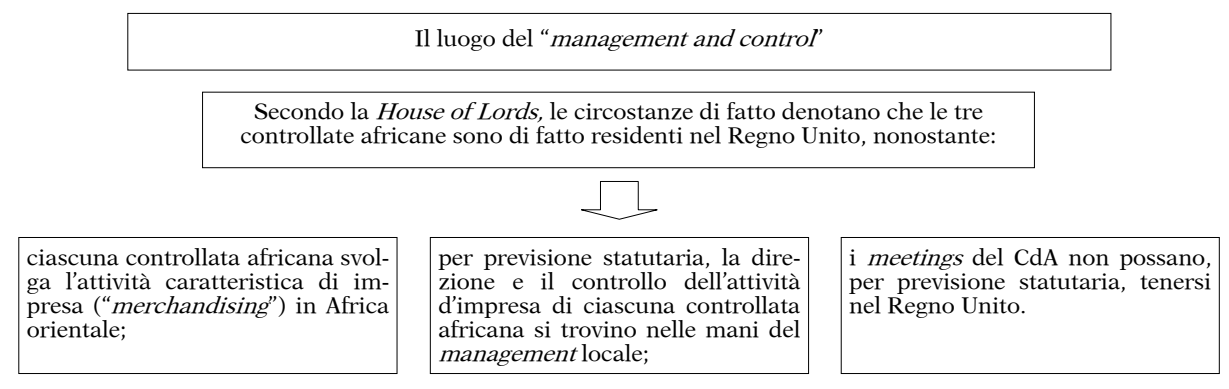 Il luogo del “management and control”
Secondo la House of Lords, le circostanze di fatto denotano che le tre
controllate africane sono di fatto residenti nel Regno Unito, nonostante:
ciascuna controllata africana svol-
ga l’attività caratteristica di im-
presa (“merchandising”) in Africa
orientale;
per previsione statutaria, la dire-
zione e il controllo dell’attività
d’impresa di ciascuna controllata
africana si trovino nelle mani del
management locale;
i meetings del CdA non possano,
per previsione statutaria, tenersi
nel Regno Unito.